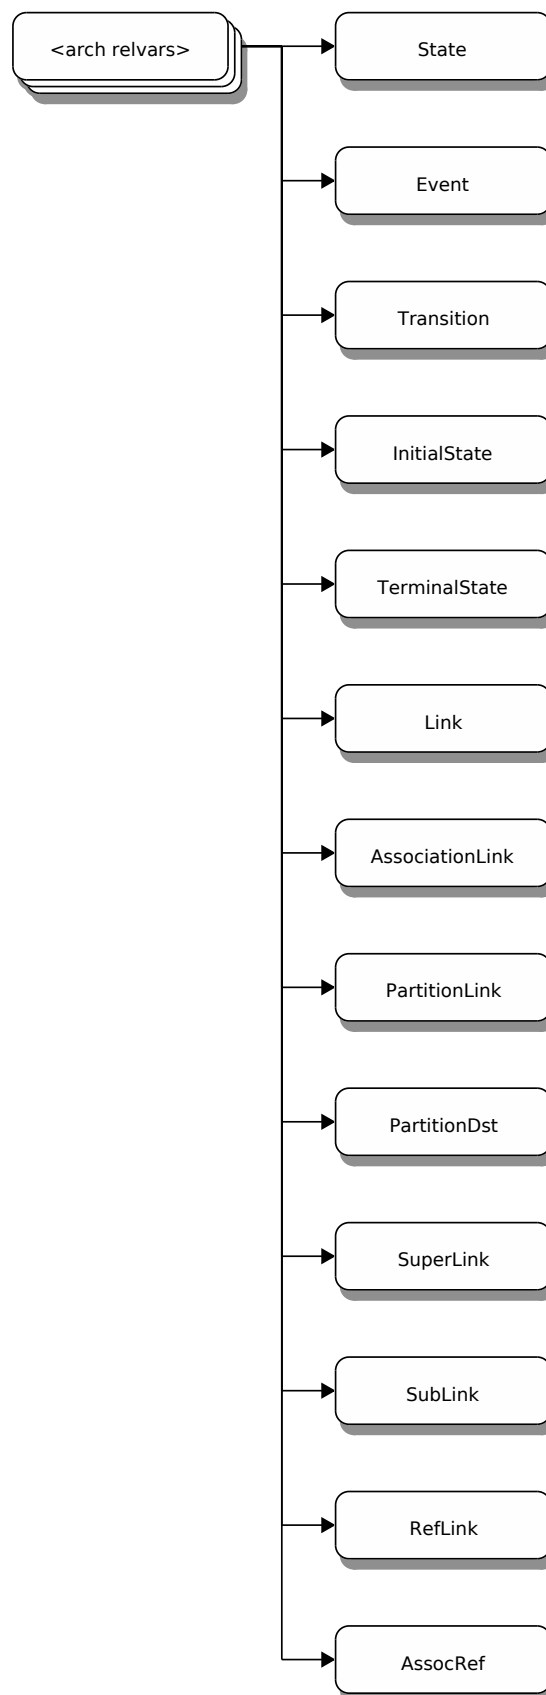 <arch relvars>
State
Event
Transition
InitialState
TerminalState
Link
AssociationLink
PartitionLink
PartitionDst
SuperLink
SubLink
RefLink
AssocRef